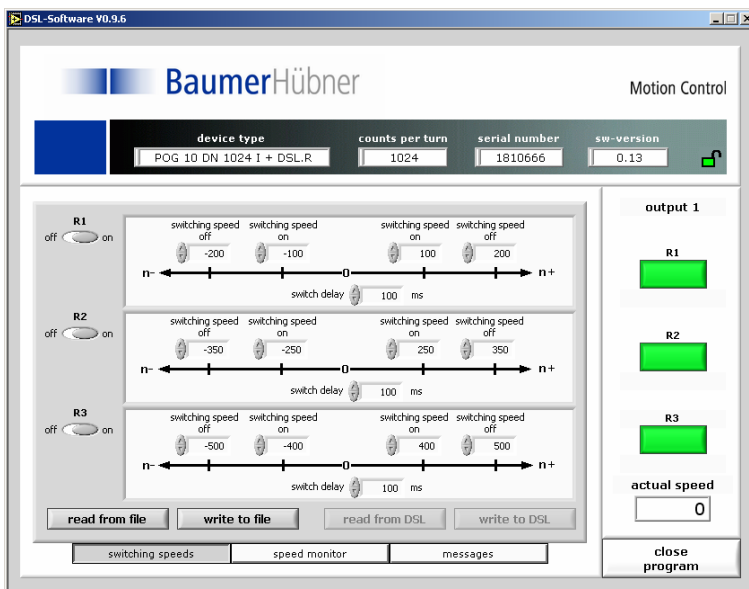 DSL-Software V0.9.6
BaumerHübner
Motion Control
device type counts per turn serial number sw-version
POG 10 DN 1024 I + DSL.R 1024 1810666 0.13
R1
off on
switching speed off switching speed on switching speed on switching speed off
-200 -100 100 200
n- 0 n+
switch delay 100 ms
R2
off on
switching speed off switching speed on switching speed on switching speed off
-350 -250 250 350
n- 0 n+
switch delay 100 ms
R3
off on
switching speed off switching speed on switching speed on switching speed off
-500 -400 400 500
n- 0 n+
switch delay 100 ms
read from file write to file read from DSL write to DSL
switching speeds speed monitor messages
output 1
R1
R2
R3
actual speed
0
close
program